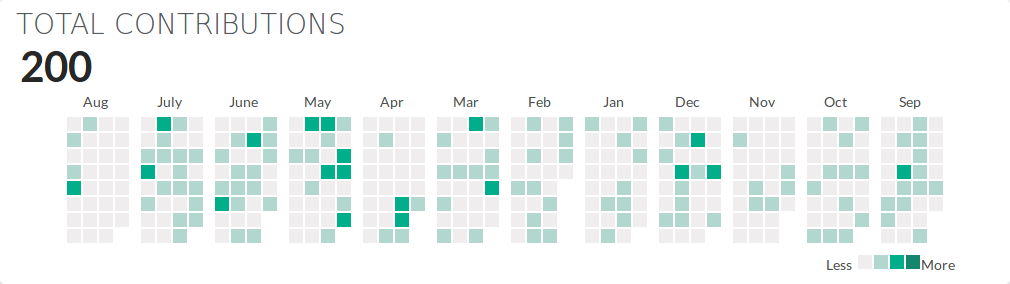 TOTAL CONTRIBUTIONS
200
Aug July June May Apr Mar Feb Jan Dec Nov Oct Sep
Less More